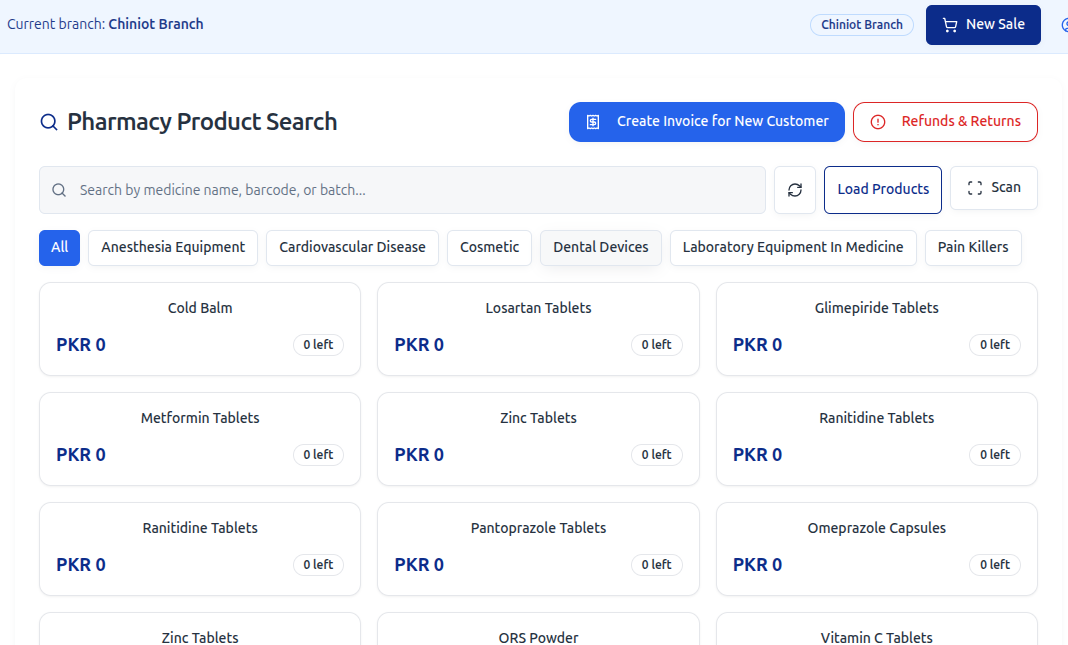 Current branch: Chiniot Branch
Chiniot Branch
New Sale
Pharmacy Product Search
Create Invoice for New Customer
Refunds & Returns
Search by medicine name, barcode, or batch...
Load Products
Scan
All
Anesthesia Equipment
Cardiovascular Disease
Cosmetic
Dental Devices
Laboratory Equipment In Medicine
Pain Killers
Cold Balm
PKR 0
0 left
Losartan Tablets
PKR 0
0 left
Glimepiride Tablets
PKR 0
0 left
Metformin Tablets
PKR 0
0 left
Zinc Tablets
PKR 0
0 left
Ranitidine Tablets
PKR 0
0 left
Ranitidine Tablets
PKR 0
0 left
Pantoprazole Tablets
PKR 0
0 left
Omeprazole Capsules
PKR 0
0 left
Zinc Tablets
ORS Powder
Vitamin C Tablets